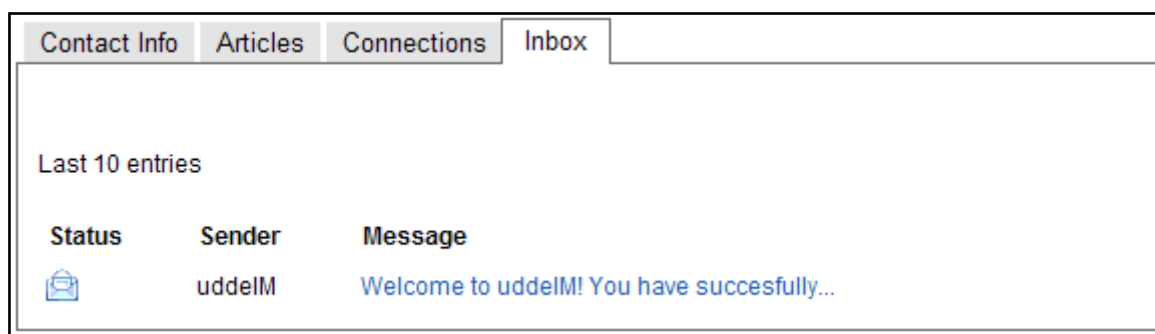 Contact Info Articles Connections Inbox
Last 10 entries
Status Sender Message
uddeIM Welcome to uddeIM! You have succesfully...